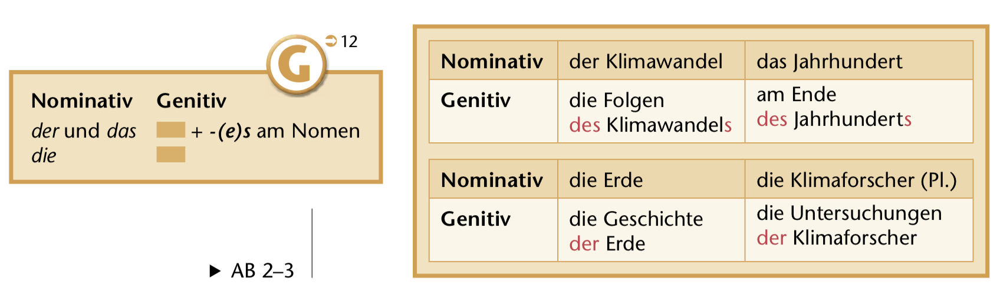 G
12
Nominativ Genitiv
der und das + -(e)s am Nomen
die
▶ AB 2–3
Nominativ der Klimawandel das Jahrhundert
Genitiv die Folgen am Ende
des Klimawandels des Jahrhunderts
Nominativ die Erde die Klimaforscher (Pl.)
Genitiv die Geschichte die Untersuchungen
der Erde der Klimaforscher